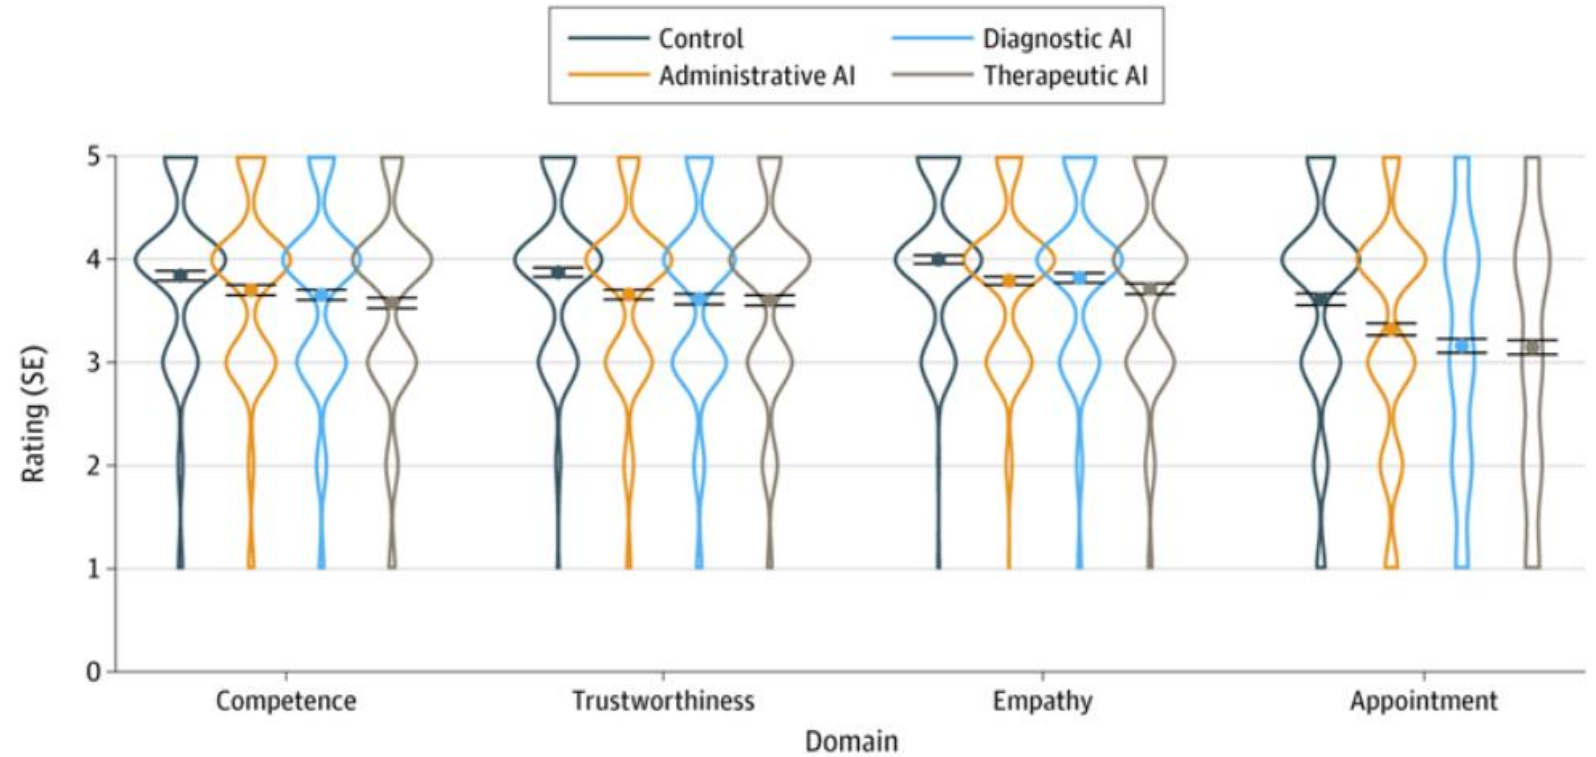 Control
Diagnostic AI
Administrative AI
Therapeutic AI
5
4
3
2
1
0
Rating (SE)
Competence
Trustworthiness
Empathy
Appointment
Domain